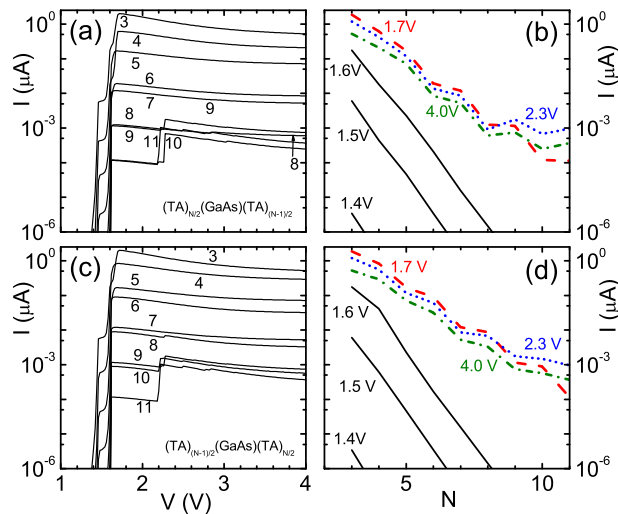 (a)
I (μA)
10^0
10^-3
10^-6
3
4
5
6
7
9
8
9
11
10
8
(TA)_{N/2}(GaAs)(TA)_{(N-1)/2}
(b)
1.7V
1.6V
1.5V
1.4V
4.0V
2.3V
10^0
10^-3
10^-6
I (μA)
(c)
I (μA)
10^0
10^-3
10^-6
3
4
5
6
7
8
9
10
11
(TA)_{(N-1)/2}(GaAs)(TA)_{N/2}
1 2 3 4
V (V)
(d)
1.7 V
1.6 V
1.5 V
1.4V
2.3 V
4.0 V
10^0
10^-3
10^-6
I (μA)
5 10
N